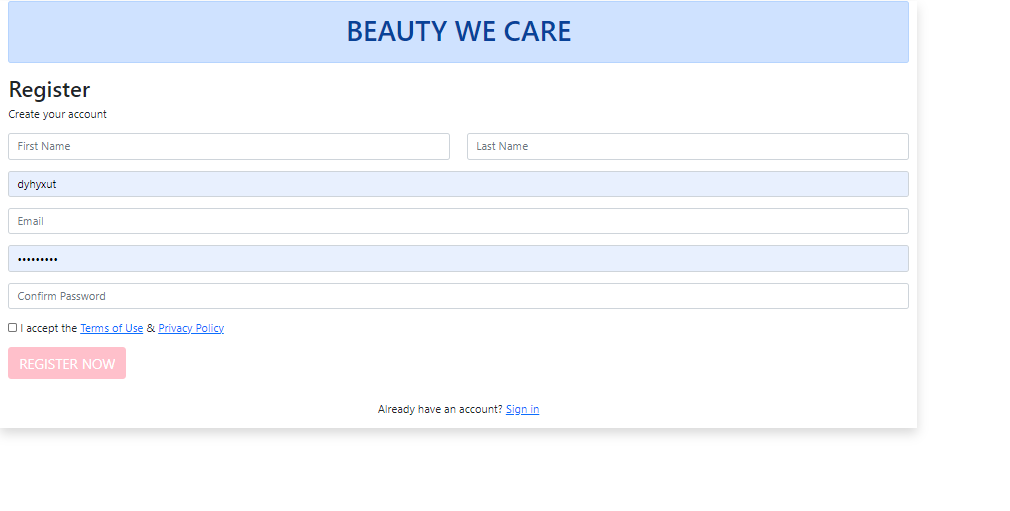 BEAUTY WE CARE
Register
Create your account
First Name Last Name
dyhyxut
Email
•••••••••
Confirm Password
I accept the Terms of Use & Privacy Policy
REGISTER NOW
Already have an account? Sign in